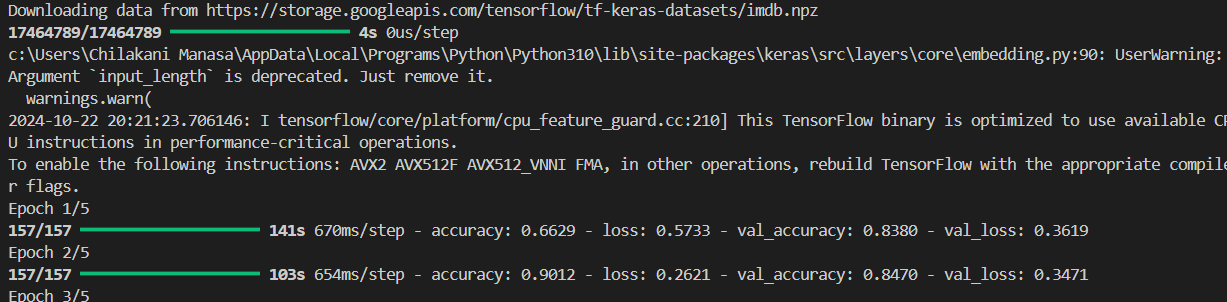 Downloading data from https://storage.googleapis.com/tensorflow/tf-keras-datasets/imdb.npz
17464789/17464789 4s 0us/step
c:\Users\Chilakani Manasa\AppData\Local\Programs\Python\Python310\lib\site-packages\keras\src\layers\core\embedding.py:90: UserWarning:
Argument `input_length` is deprecated. Just remove it.
  warnings.warn(
2024-10-22 20:21:23.706146: I tensorflow/core/platform/cpu_feature_guard.cc:210] This TensorFlow binary is optimized to use available CP
U instructions in performance-critical operations.
To enable the following instructions: AVX2 AVX512F AVX512_VNNI FMA, in other operations, rebuild TensorFlow with the appropriate compile
r flags.
Epoch 1/5
157/157 141s 670ms/step - accuracy: 0.6629 - loss: 0.5733 - val_accuracy: 0.8380 - val_loss: 0.3619
Epoch 2/5
157/157 103s 654ms/step - accuracy: 0.9012 - loss: 0.2621 - val_accuracy: 0.8470 - val_loss: 0.3471
Epoch 3/5